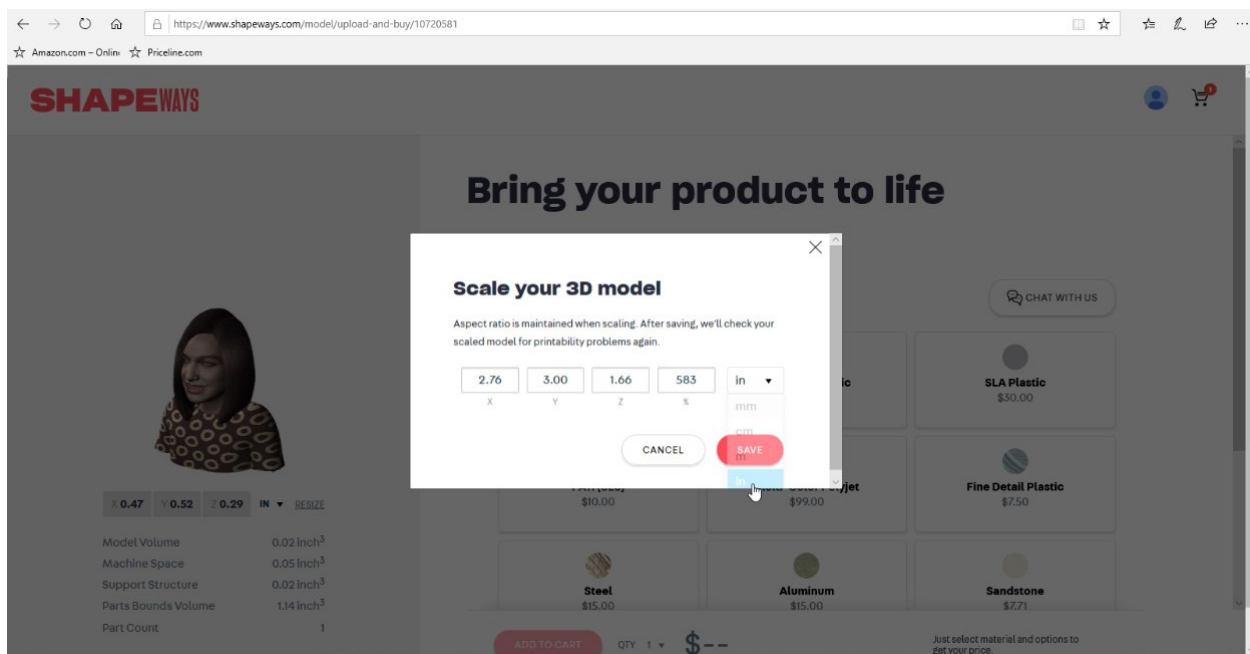 https://www.shapeways.com/model/upload-and-buy/10720581
Amazon.com – Onlin
Priceline.com
SHAPEWAYS
1
Bring your product to life
CHAT WITH US
Scale your 3D model
Aspect ratio is maintained when scaling. After saving, we'll check your
scaled model for printability problems again.
2.76 3.00 1.66 583 in
X Y Z %
mm
cm
m
in
CANCEL SAVE
ic
SLA Plastic
$30.00
$10.00
yjet
$99.00
Fine Detail Plastic
$7.50
Steel
$15.00
Aluminum
$15.00
Sandstone
$7.71
X 0.47 Y 0.52 Z 0.29 IN RESIZE
Model Volume 0.02 inch3
Machine Space 0.05 inch3
Support Structure 0.02 inch3
Parts Bounds Volume 1.14 inch3
Part Count 1
ADD TO CART QTY 1 $--
Just select material and options to
get your price.